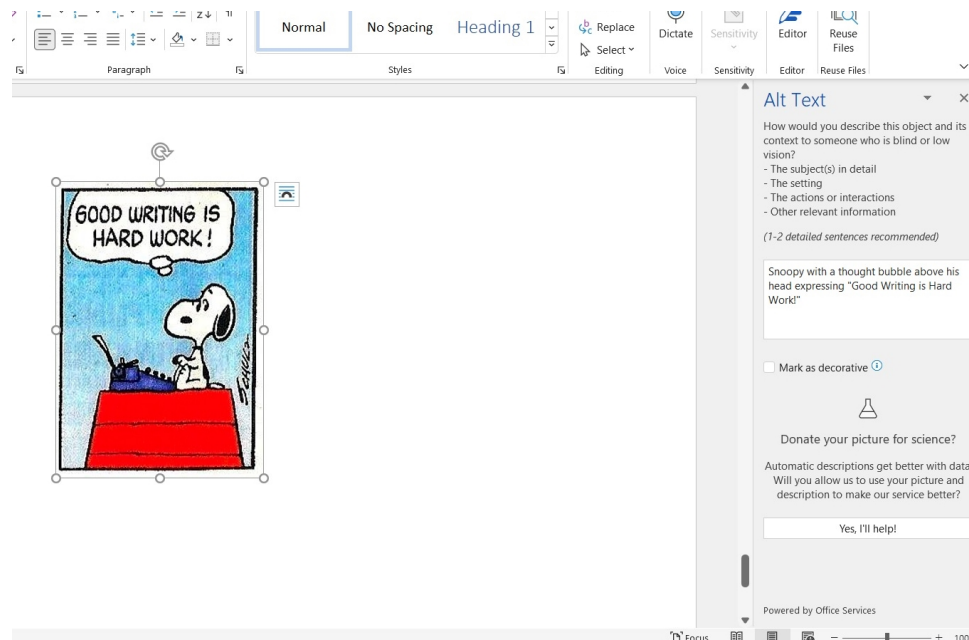 Normal
No Spacing
Heading 1
Replace
Select
Dictate
Sensitivity
Editor
Reuse
Files
Paragraph
Styles
Editing
Voice
Sensitivity
Editor
Reuse Files
GOOD WRITING IS
HARD WORK!
SCHULZ
Alt Text
How would you describe this object and its
context to someone who is blind or low
vision?
- The subject(s) in detail
- The setting
- The actions or interactions
- Other relevant information
(1-2 detailed sentences recommended)
Snoopy with a thought bubble above his
head expressing "Good Writing is Hard
Work!"
Mark as decorative
Donate your picture for science?
Automatic descriptions get better with data
Will you allow us to use your picture and
description to make our service better?
Yes, I'll help!
Powered by Office Services
Focus
100